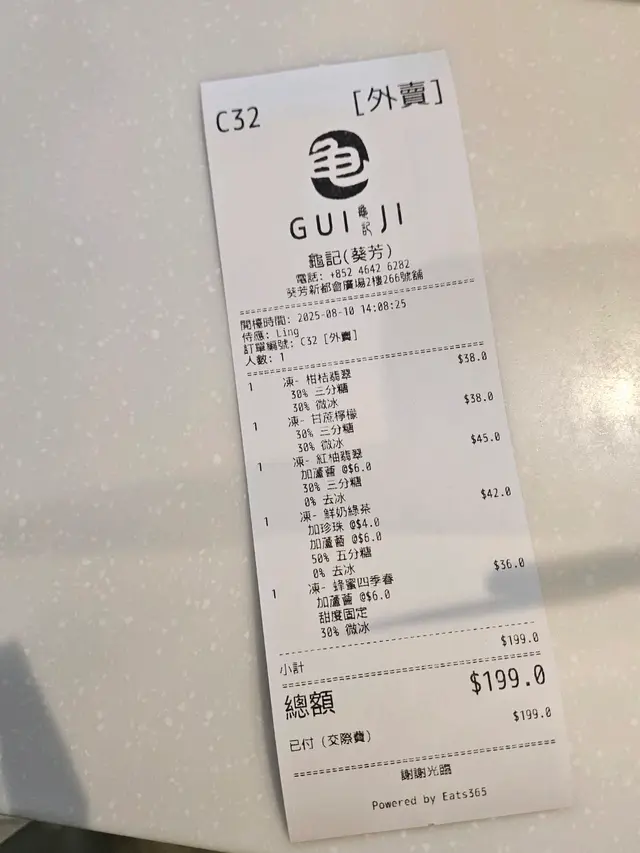 C32 [外賣]
龜
GUI 龜記 JI
龜記(葵芳)
電話: +852 4642 6282
葵芳新都會廣場2樓266號舖
開檯時間: 2025-08-10 14:08:25
侍應: Ling
訂單編號: C32 [外賣]
人數: 1
1 凍- 柑桔翡翠 $38.0
30% 三分糖
30% 微冰
1 凍- 甘蔗檸檬 $38.0
30% 三分糖
30% 微冰
1 凍- 紅柚翡翠 $45.0
加蘆薈 @$6.0
30% 三分糖
0% 去冰
1 凍- 鮮奶綠茶 $42.0
加珍珠 @$4.0
加蘆薈 @$6.0
50% 五分糖
0% 去冰
1 凍- 蜂蜜四季春 $36.0
加蘆薈 @$6.0
甜度固定
30% 微冰
小計 $199.0
總額 $199.0
已付 (交際費) $199.0
謝謝光臨
Powered by Eats365